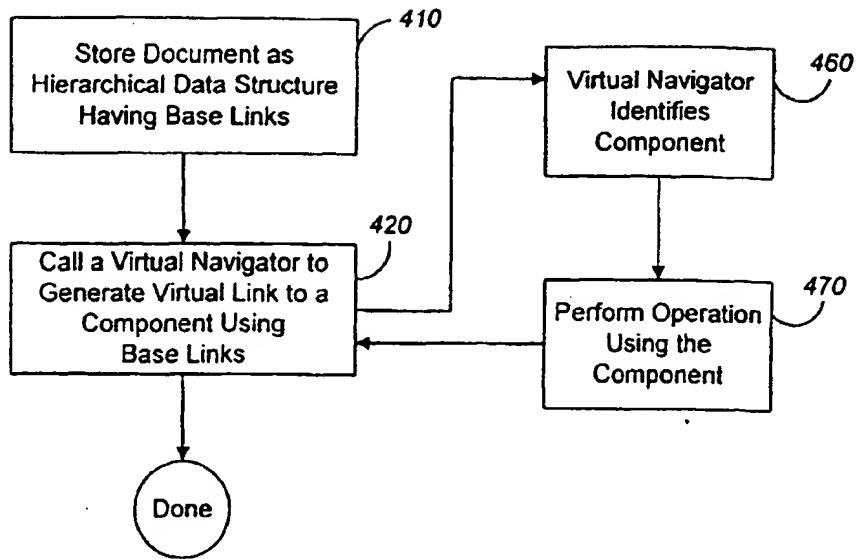 410
Store Document as
Hierarchical Data Structure
Having Base Links
460
Virtual Navigator
Identifies
Component
420
Call a Virtual Navigator to
Generate Virtual Link to a
Component Using
Base Links
470
Perform Operation
Using the
Component
Done